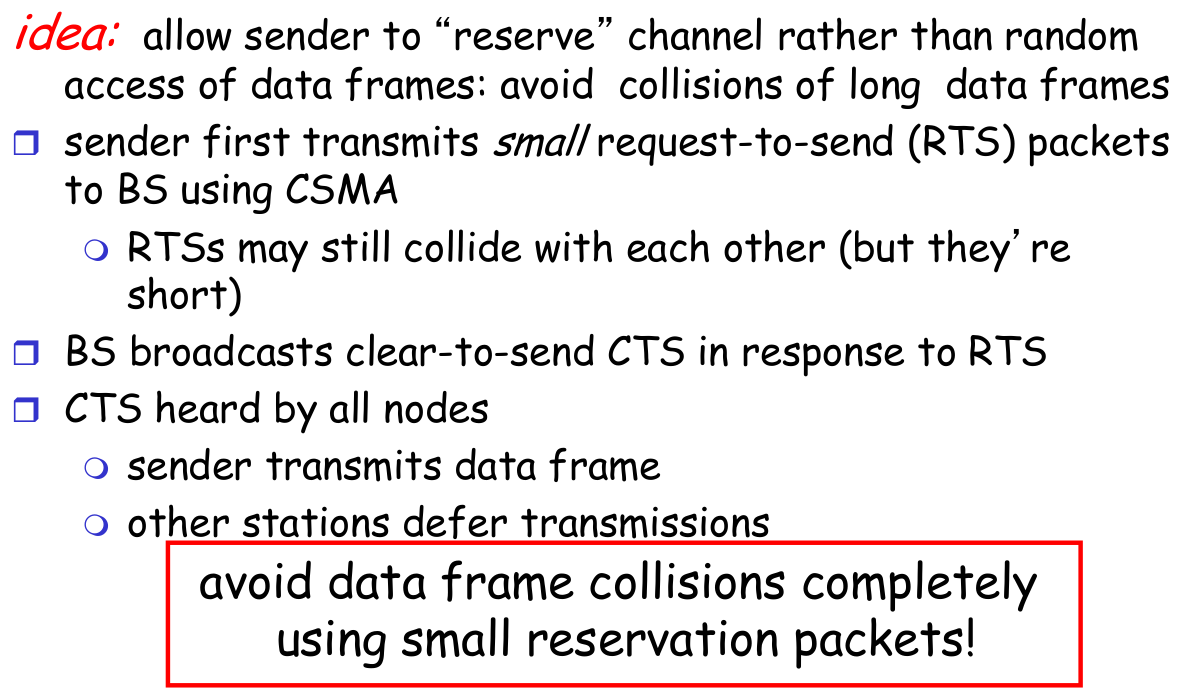 idea: allow sender to “reserve” channel rather than random
access of data frames: avoid collisions of long data frames
sender first transmits small request-to-send (RTS) packets
to BS using CSMA
RTSs may still collide with each other (but they’re
short)
BS broadcasts clear-to-send CTS in response to RTS
CTS heard by all nodes
sender transmits data frame
other stations defer transmissions
avoid data frame collisions completely
using small reservation packets!